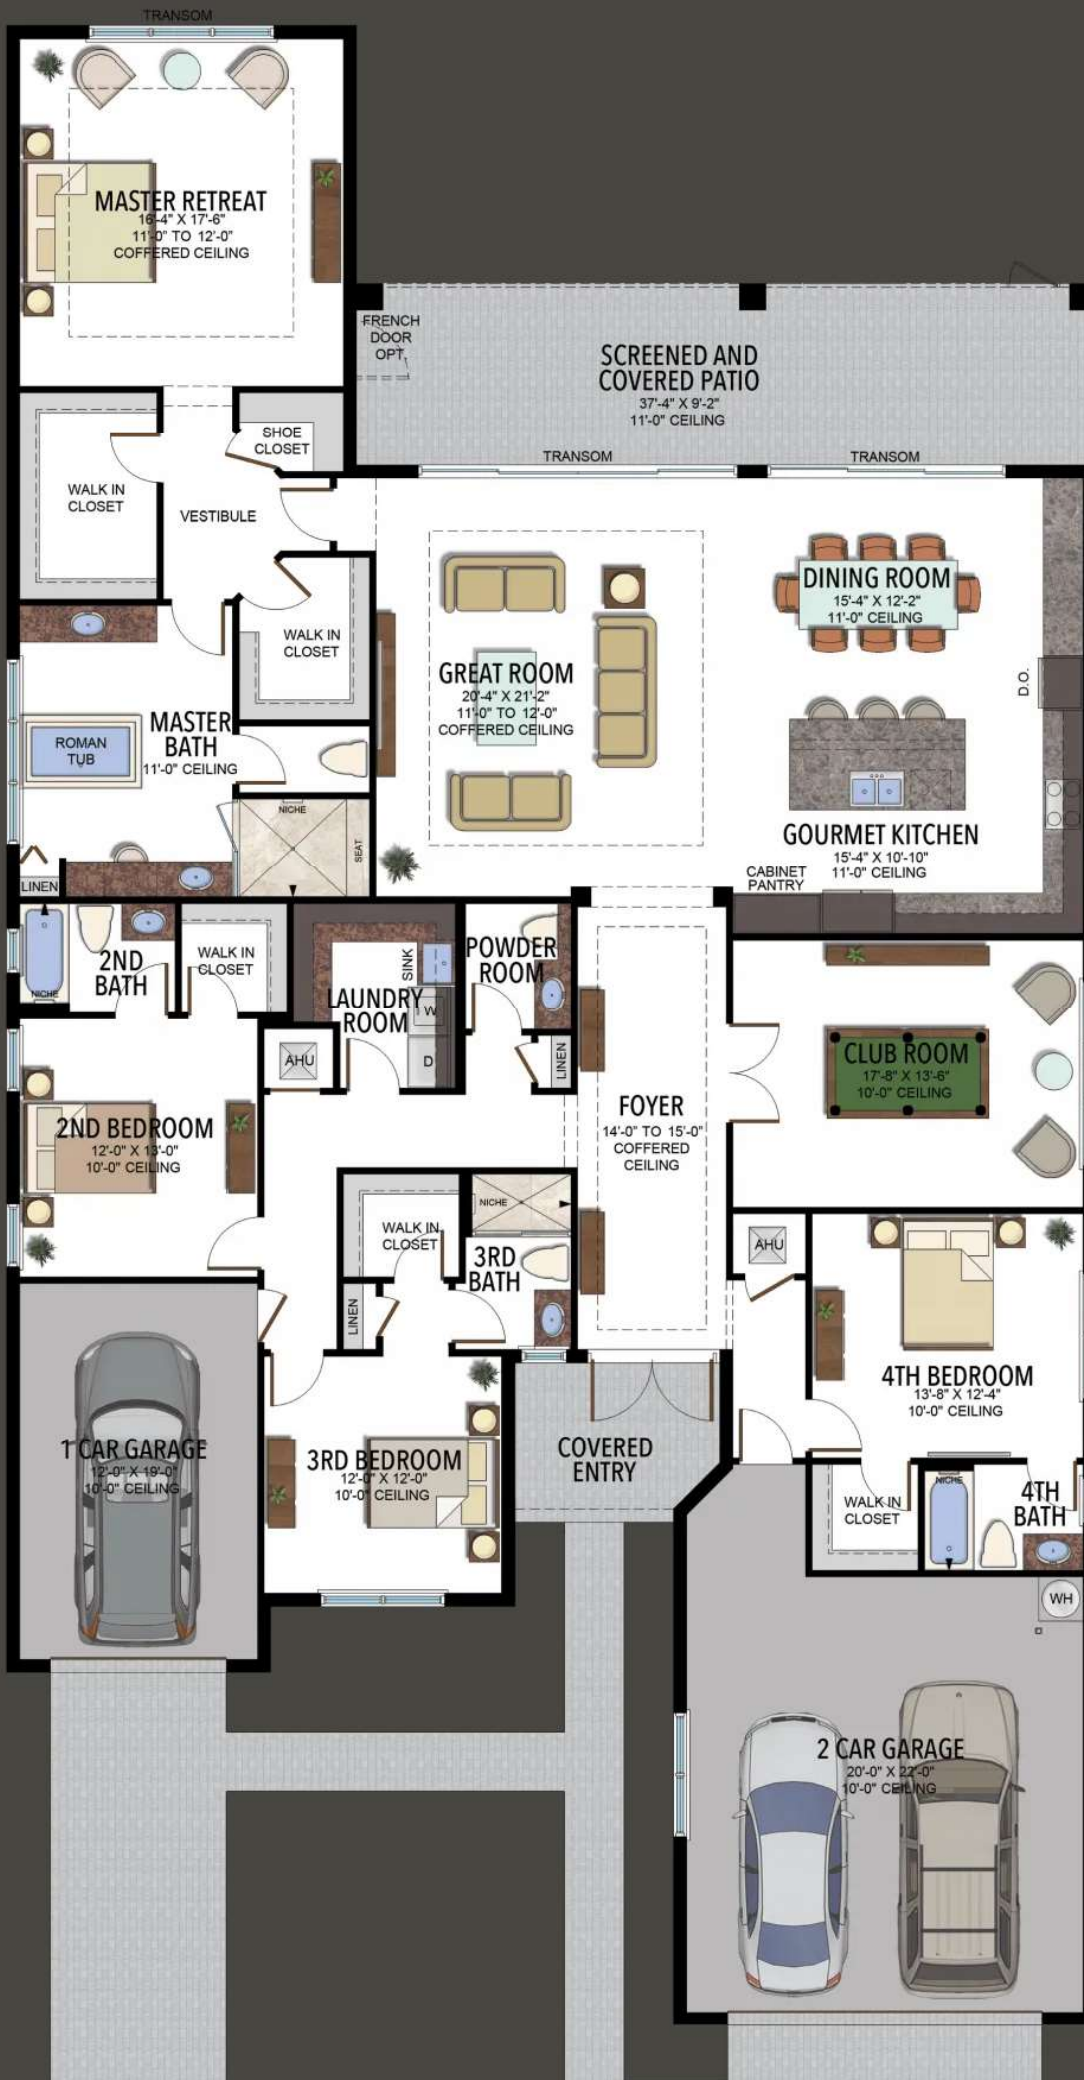 TRANSOM
MASTER RETREAT
16'-4" X 17'-6"
11'-0" TO 12'-0"
COFFERED CEILING
FRENCH
DOOR
OPT.
SCREENED AND
COVERED PATIO
37'-4" X 9'-2"
11'-0" CEILING
TRANSOM
TRANSOM
SHOE
CLOSET
WALK IN
CLOSET
VESTIBULE
WALK IN
CLOSET
DINING ROOM
15'-4" X 12'-2"
11'-0" CEILING
GREAT ROOM
20'-4" X 21'-2"
11'-0" TO 12'-0"
COFFERED CEILING
D.O.
MASTER
BATH
11'-0" CEILING
ROMAN
TUB
NICHE
SEAT
LINEN
GOURMET KITCHEN
15'-4" X 10'-10"
11'-0" CEILING
CABINET
PANTRY
2ND
BATH
NICHE
WALK IN
CLOSET
SINK
LAUNDRY
ROOM
W
D
POWDER
ROOM
LINEN
AHU
CLUB ROOM
17'-8" X 13'-6"
10'-0" CEILING
FOYER
14'-0" TO 15'-0"
COFFERED
CEILING
2ND BEDROOM
12'-0" X 13'-0"
10'-0" CEILING
WALK IN
CLOSET
NICHE
3RD
BATH
LINEN
AHU
4TH BEDROOM
13'-8" X 12'-4"
10'-0" CEILING
1 CAR GARAGE
12'-0" X 19'-0"
10'-0" CEILING
3RD BEDROOM
12'-0" X 12'-0"
10'-0" CEILING
COVERED
ENTRY
WALK IN
CLOSET
NICHE
4TH
BATH
WH
2 CAR GARAGE
20'-0" X 22'-0"
10'-0" CEILING